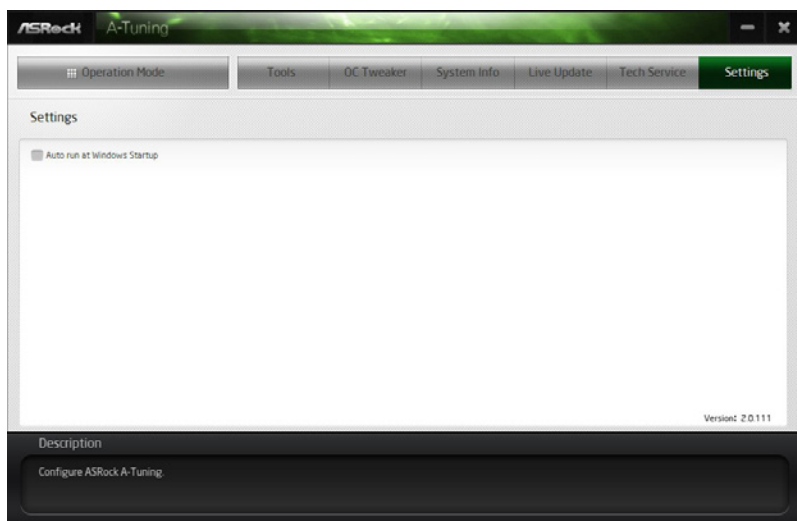 ASRock A-Tuning
Operation Mode Tools OC Tweaker System Info Live Update Tech Service Settings
Settings
Auto run at Windows Startup
Version: 2.0.111
Description
Configure ASRock A-Tuning.